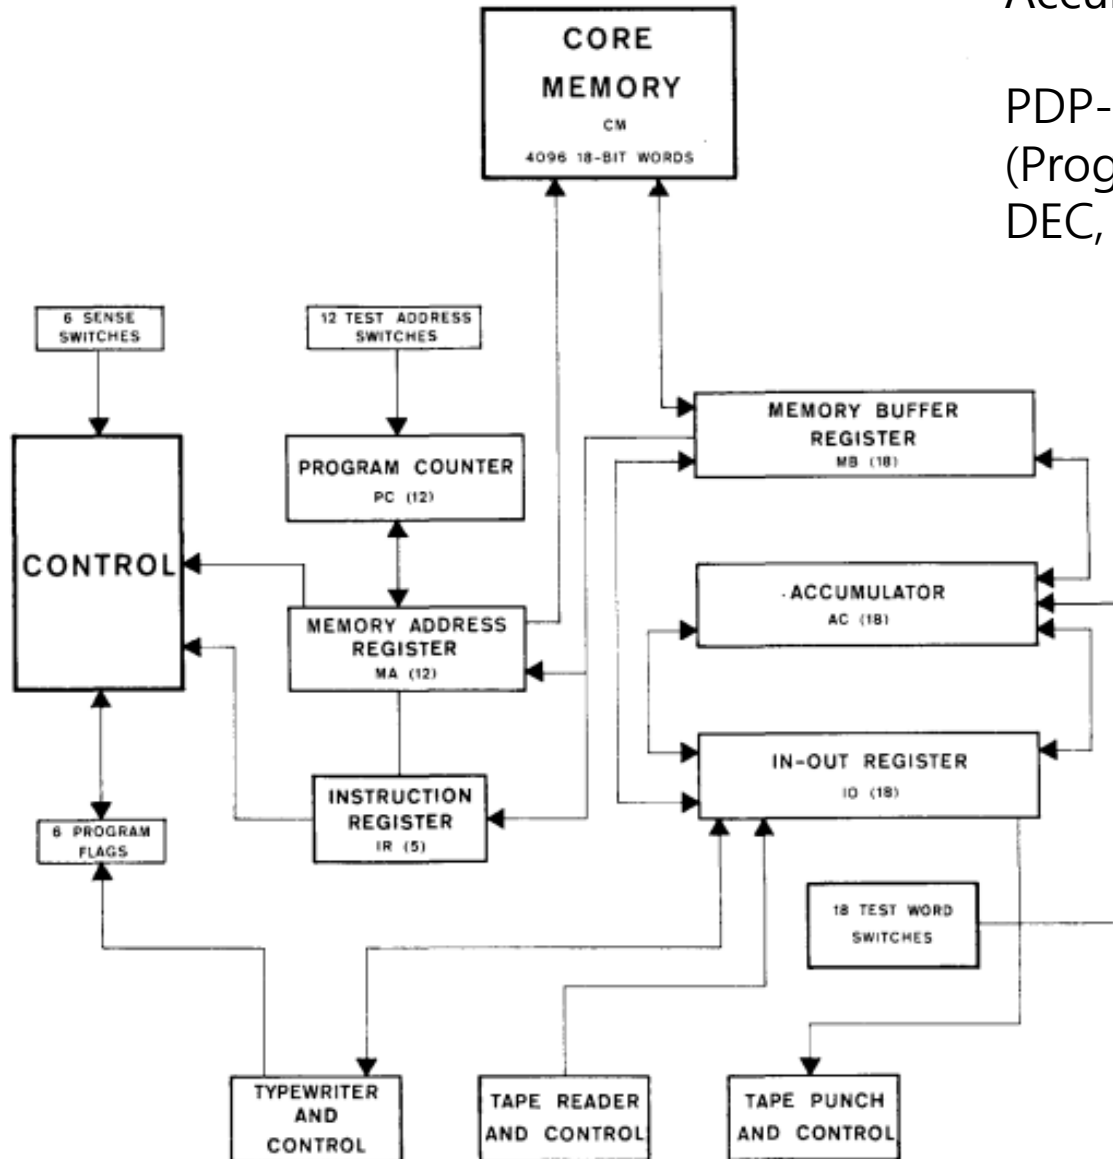 CORE
MEMORY
CM
4096 18-BIT WORDS
PDP-
(Prog
DEC,
6 SENSE
SWITCHES
12 TEST ADDRESS
SWITCHES
MEMORY BUFFER
REGISTER
MB (18)
PROGRAM COUNTER
PC (12)
CONTROL
ACCUMULATOR
AC (18)
MEMORY ADDRESS
REGISTER
MA (12)
IN-OUT REGISTER
IO (18)
INSTRUCTION
REGISTER
IR (5)
6 PROGRAM
FLAGS
18 TEST WORD
SWITCHES
TYPEWRITER
AND
CONTROL
TAPE READER
AND CONTROL
TAPE PUNCH
AND CONTROL